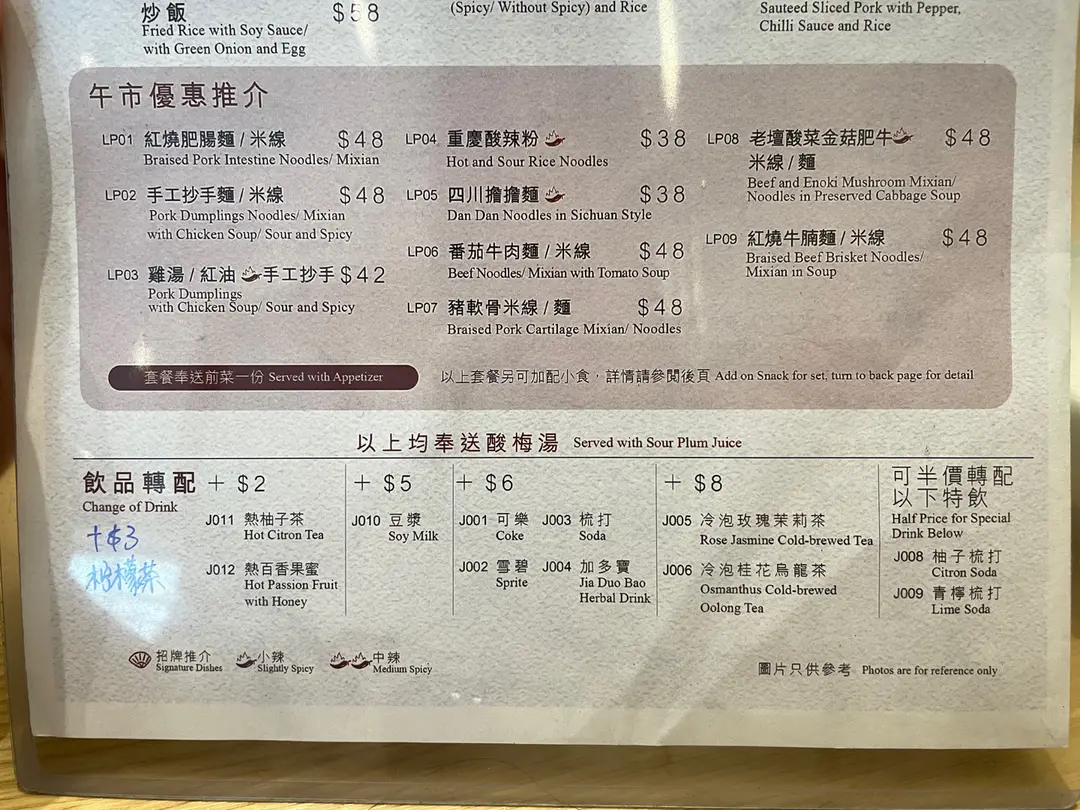 炒飯 $58
Fried Rice with Soy Sauce/
with Green Onion and Egg
(Spicy/ Without Spicy) and Rice
Sauteed Sliced Pork with Pepper,
Chilli Sauce and Rice
午市優惠推介
LP01 紅燒肥腸麵 / 米線 $48
Braised Pork Intestine Noodles/ Mixian
LP02 手工抄手麵 / 米線 $48
Pork Dumplings Noodles/ Mixian
with Chicken Soup/ Sour and Spicy
LP03 雞湯 / 紅油 手工抄手 $42
Pork Dumplings
with Chicken Soup/ Sour and Spicy
LP04 重慶酸辣粉 $38
Hot and Sour Rice Noodles
LP05 四川擔擔麵 $38
Dan Dan Noodles in Sichuan Style
LP06 番茄牛肉麵 / 米線 $48
Beef Noodles/ Mixian with Tomato Soup
LP07 豬軟骨米線 / 麵 $48
Braised Pork Cartilage Mixian/ Noodles
LP08 老壇酸菜金菇肥牛 $48
米線 / 麵
Beef and Enoki Mushroom Mixian/
Noodles in Preserved Cabbage Soup
LP09 紅燒牛腩麵 / 米線 $48
Braised Beef Brisket Noodles/
Mixian in Soup
套餐奉送前菜一份 Served with Appetizer
以上套餐另可加配小食，詳情請參閱後頁 Add on Snack for set, turn to back page for detail
以上均奉送酸梅湯 Served with Sour Plum Juice
飲品轉配
Change of Drink
+$3
檸檬茶
+ $2
J011 熱柚子茶
Hot Citron Tea
J012 熱百香果蜜
Hot Passion Fruit
with Honey
+ $5
J010 豆漿
Soy Milk
+ $6
J001 可樂
Coke
J002 雪碧
Sprite
J003 梳打
Soda
J004 加多寶
Jia Duo Bao
Herbal Drink
+ $8
J005 冷泡玫瑰茉莉茶
Rose Jasmine Cold-brewed Tea
J006 冷泡桂花烏龍茶
Osmanthus Cold-brewed
Oolong Tea
可半價轉配
以下特飲
Half Price for Special
Drink Below
J008 柚子梳打
Citron Soda
J009 青檸梳打
Lime Soda
招牌推介
Signature Dishes
小辣
Slightly Spicy
中辣
Medium Spicy
圖片只供參考 Photos are for reference only